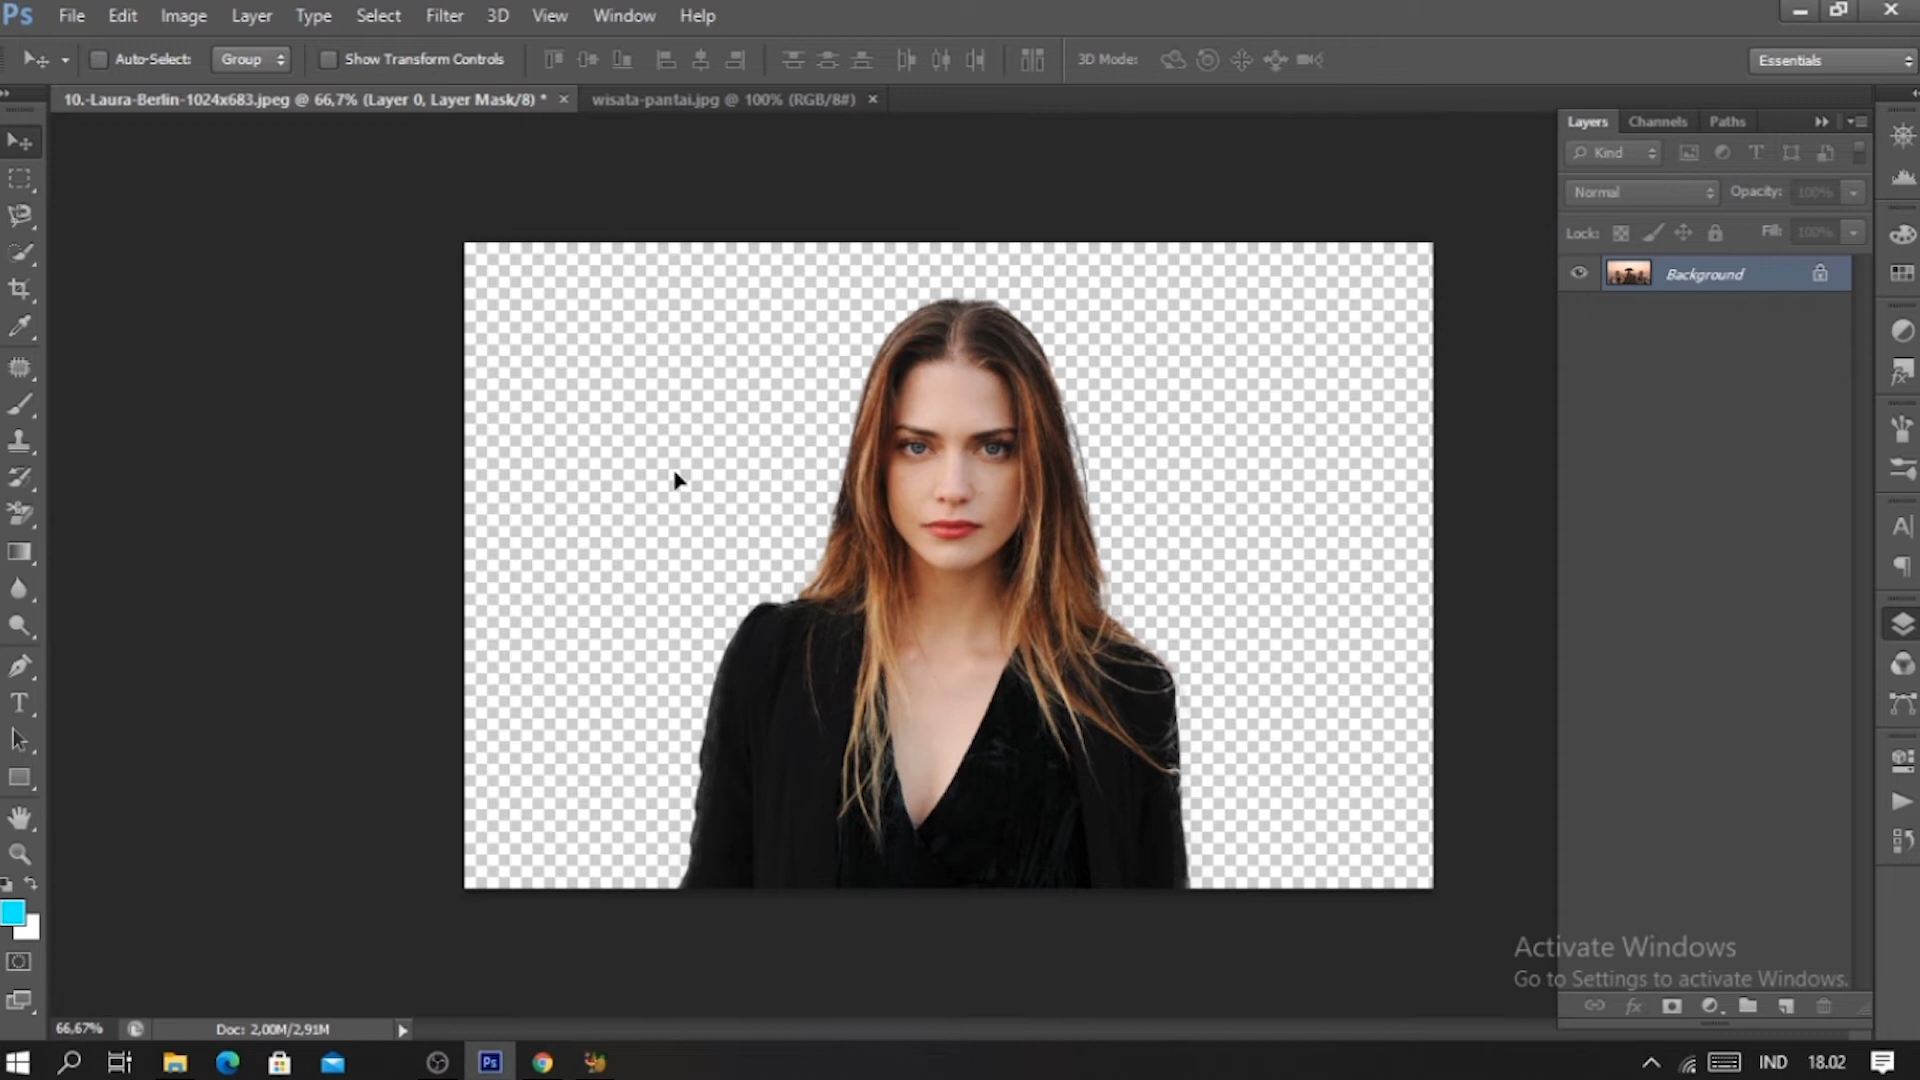 Ps File Edit Image Layer Type Select Filter 3D View Window Help
Auto-Select: Group Show Transform Controls 3D Mode: Essentials
10.-Laura-Berlin-1024x683.jpeg @ 66,7% (Layer 0, Layer Mask/8) * × wisata-pantai.jpg @ 100% (RGB/8#) ×
Layers Channels Paths
Kind
Normal Opacity: 100%
Lock: Fill: 100%
Background
Activate Windows
Go to Settings to activate Windows.
66,67% Doc: 2,00M/2,91M
Ps IND 18.02